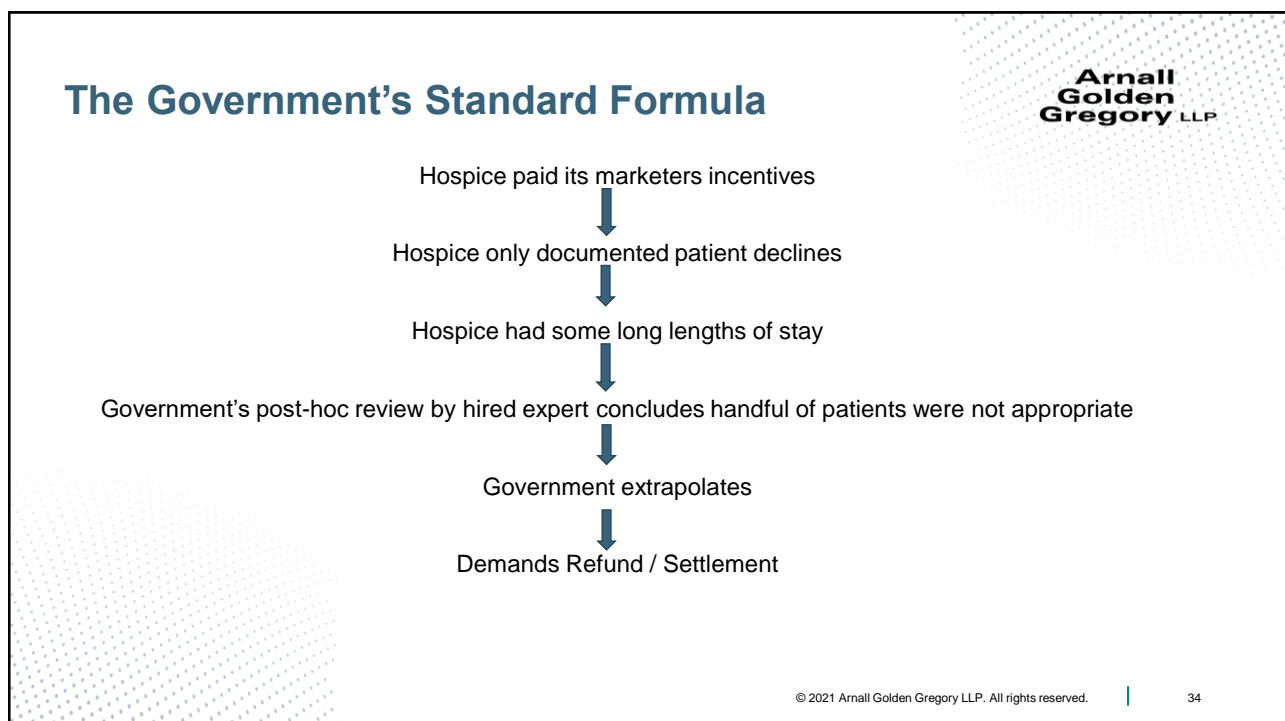 The Government’s Standard Formula
Arnall
Golden
Gregory LLP
Hospice paid its marketers incentives
Hospice only documented patient declines
Hospice had some long lengths of stay
Government’s post-hoc review by hired expert concludes handful of patients were not appropriate
Government extrapolates
Demands Refund / Settlement
© 2021 Arnall Golden Gregory LLP. All rights reserved.
34